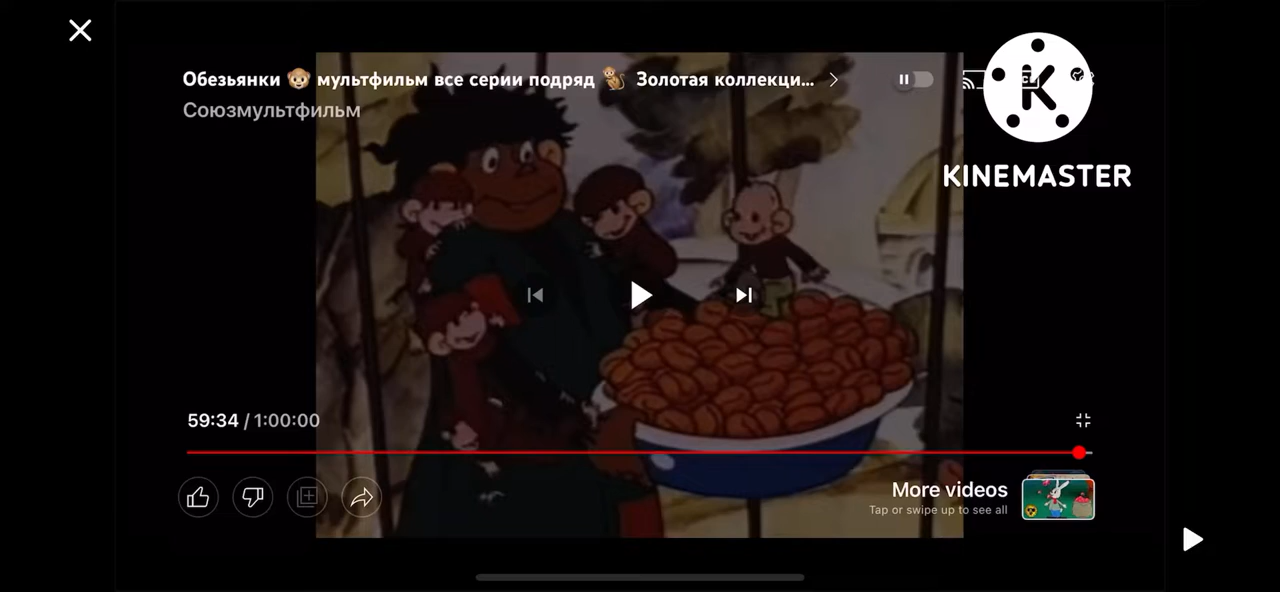 Обезьянки 🐵 мультфильм все серии подряд 🐒 Золотая коллекци...
Союзмультфильм
K
KINEMASTER
59:34 / 1:00:00
More videos
Tap or swipe up to see all